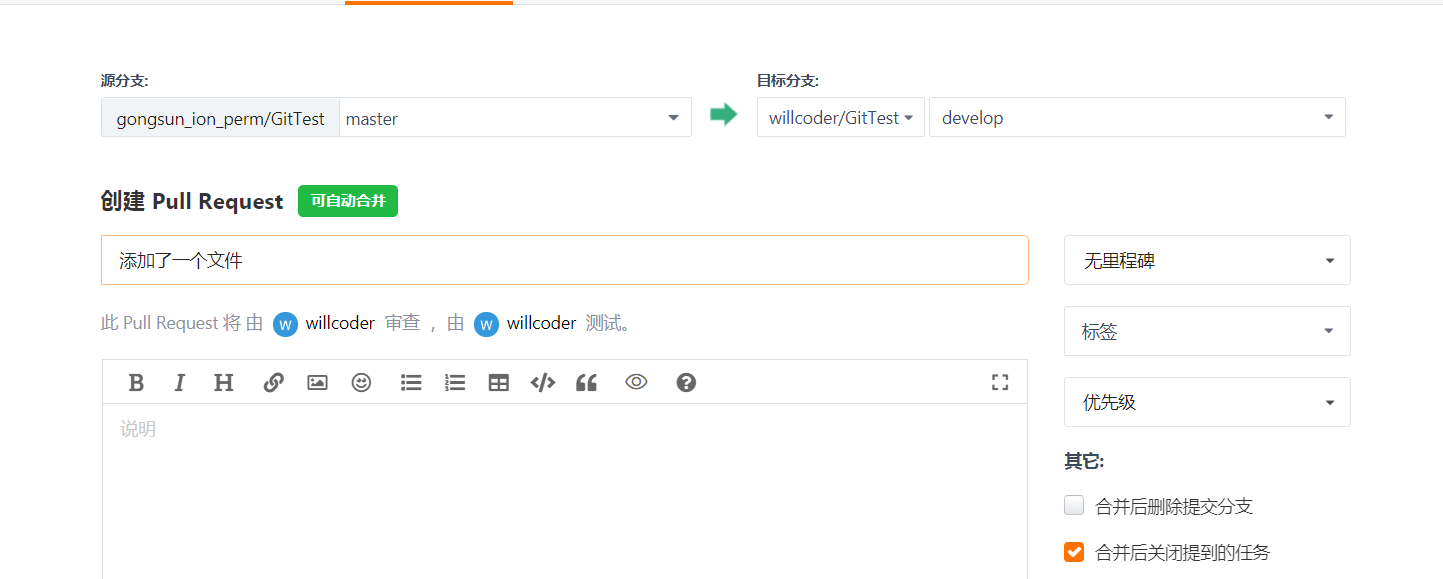 源分支:
目标分支:
gongsun_ion_perm/GitTest master
willcoder/GitTest develop
创建 Pull Request 可自动合并
添加了一个文件
无里程碑
此 Pull Request 将 由 W willcoder 审查 ，由 W willcoder 测试。
标签
B I H
优先级
说明
其它:
合并后删除提交分支
合并后关闭提到的任务